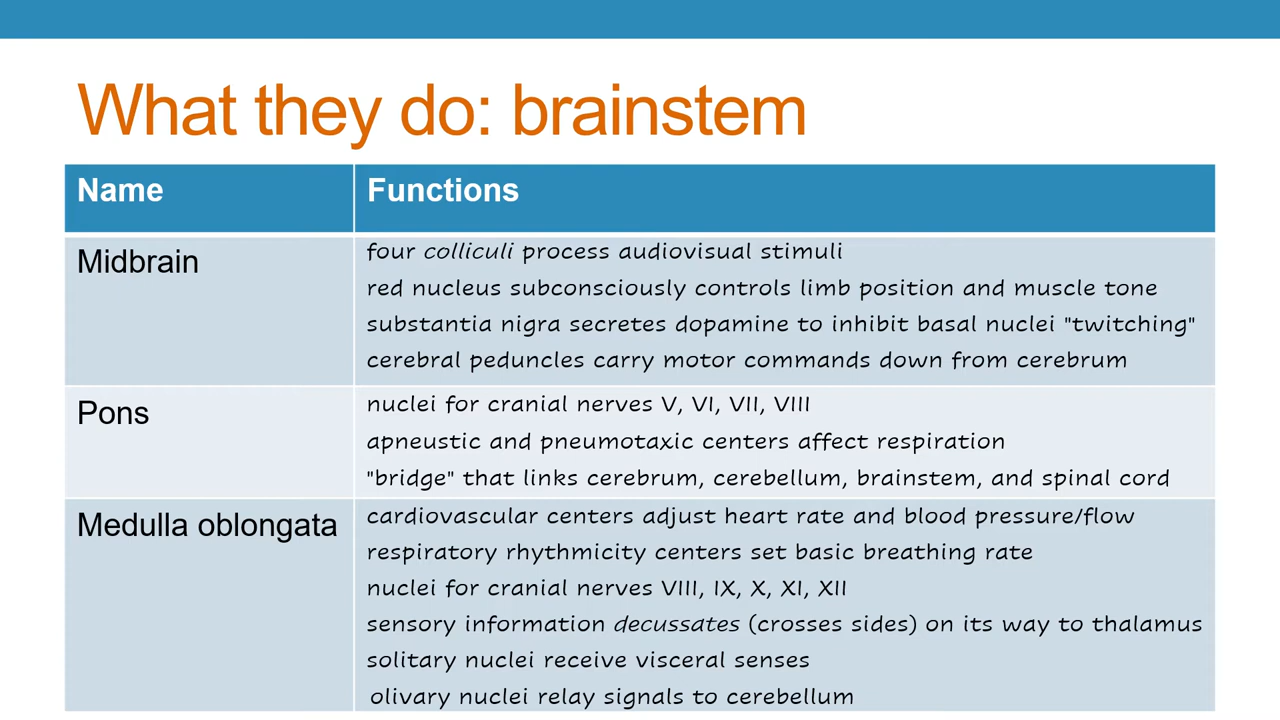 What they do: brainstem
Name
Functions
Midbrain
four colliculi process audiovisual stimuli
red nucleus subconsciously controls limb position and muscle tone
substantia nigra secretes dopamine to inhibit basal nuclei "twitching"
cerebral peduncles carry motor commands down from cerebrum
Pons
nuclei for cranial nerves V, VI, VII, VIII
apneustic and pneumotaxic centers affect respiration
"bridge" that links cerebrum, cerebellum, brainstem, and spinal cord
Medulla oblongata
cardiovascular centers adjust heart rate and blood pressure/flow
respiratory rhythmicity centers set basic breathing rate
nuclei for cranial nerves VIII, IX, X, XI, XII
sensory information decussates (crosses sides) on its way to thalamus
solitary nuclei receive visceral senses
olivary nuclei relay signals to cerebellum